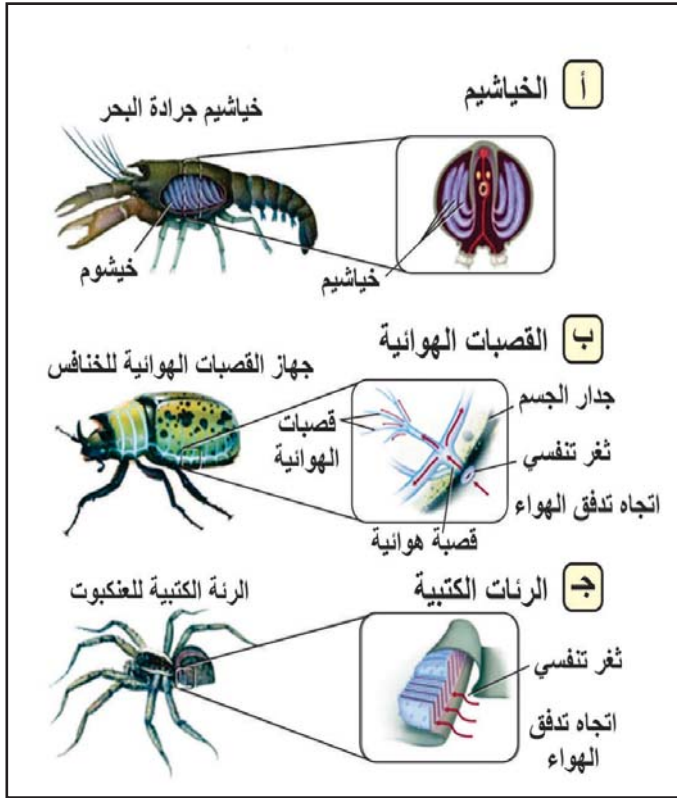 أ الخياشيم
خياشيم جرادة البحر
خيشوم
خياشيم
ب القصبات الهوائية
جهاز القصبات الهوائية للخنافس
جدار الجسم
قصبات
الهوائية
ثغر تنفسي
اتجاه تدفق الهواء
قصبة هوائية
جـ الرئات الكتبية
الرئة الكتبية للعنكبوت
ثغر تنفسي
اتجاه تدفق
الهواء